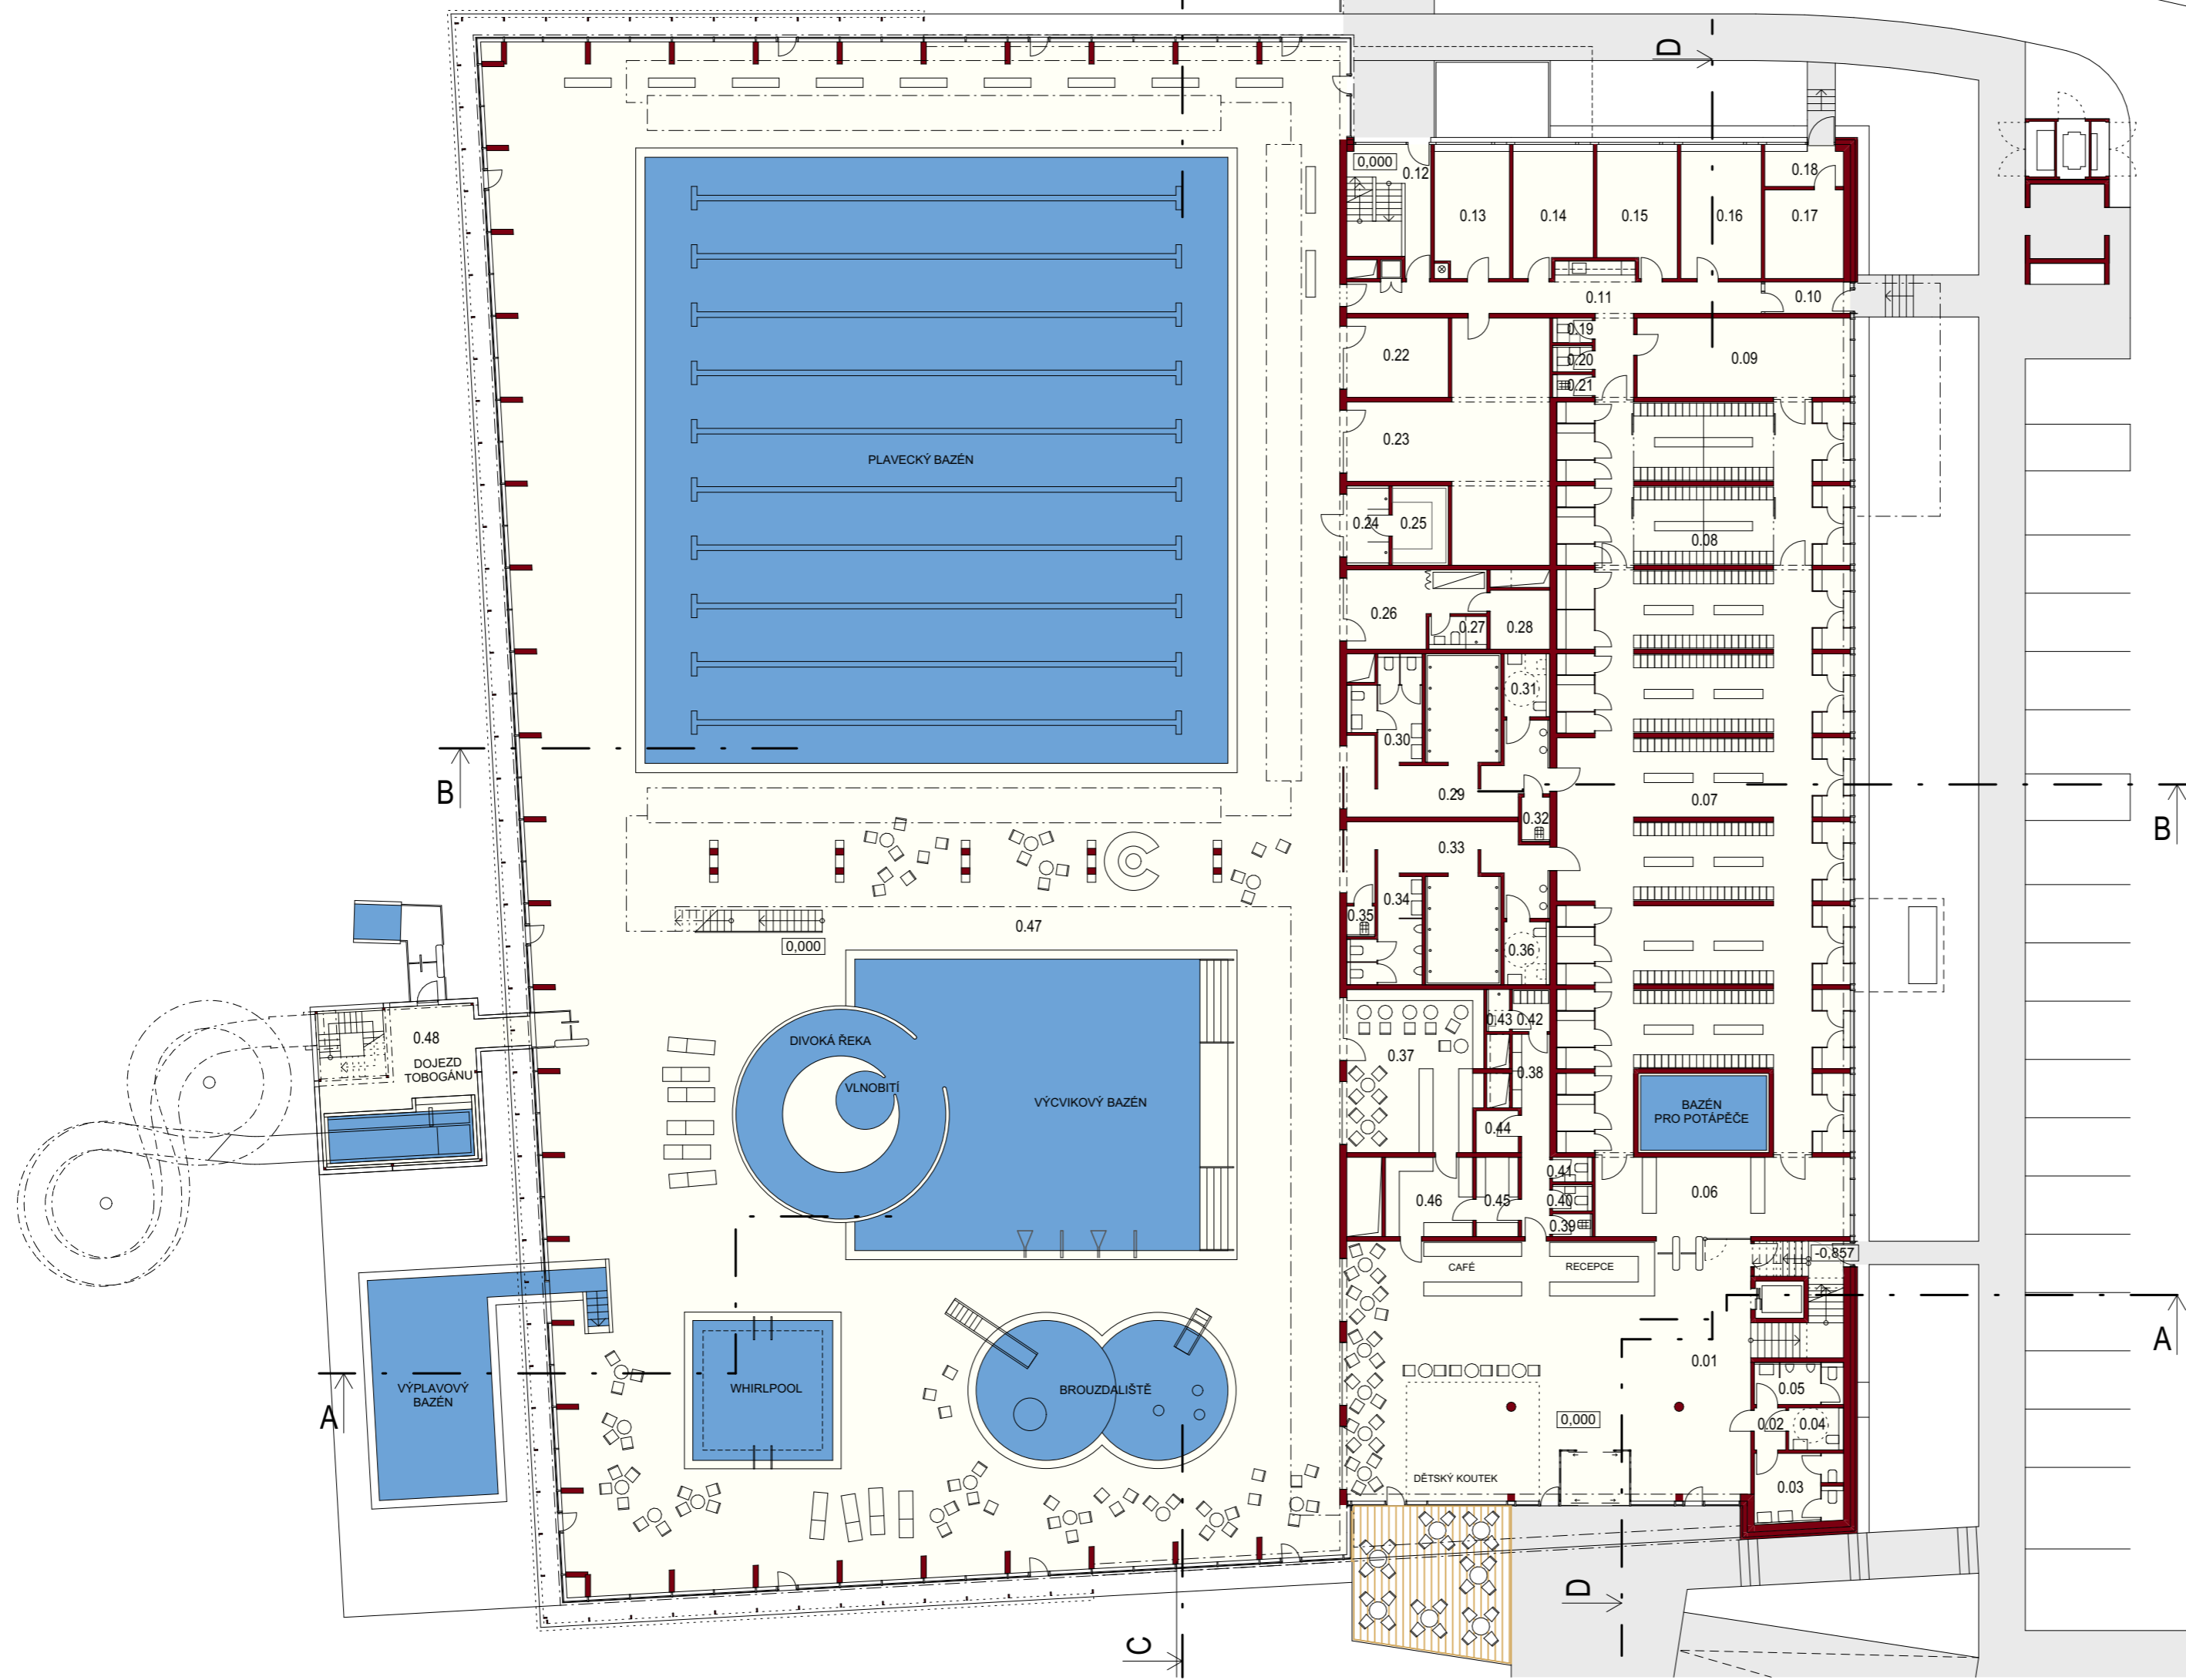 D
0,000
0.12
0.18
0.13
0.14
0.15
0.16
0.17
0.11
0.10
0.19
0.22
0.20
0.09
0.21
0.23
PLAVECKÝ BAZÉN
0.24
0.25
0.08
0.26
0.27
0.28
0.31
0.30
B
0.29
0.07
0.32
B
0.33
0.34
0.35
0.47
0,000
0.36
0.43
0.42
0.48
DOJEZD
TOBOGÁNU
DIVOKÁ ŘEKA
VLNOBITÍ
VÝCVIKOVÝ BAZÉN
0.37
0.38
BAZÉN
PRO POTÁPĚČE
0.44
0.41
0.46
0.45
0.40
0.06
0.39
-0,857
CAFÉ
RECEPCE
A
0.01
VÝPLAVOVÝ
BAZÉN
WHIRLPOOL
BROUZDALIŠTĚ
0.05
A
0,000
0.02
0.04
DĚTSKÝ KOUTEK
0.03
D
C